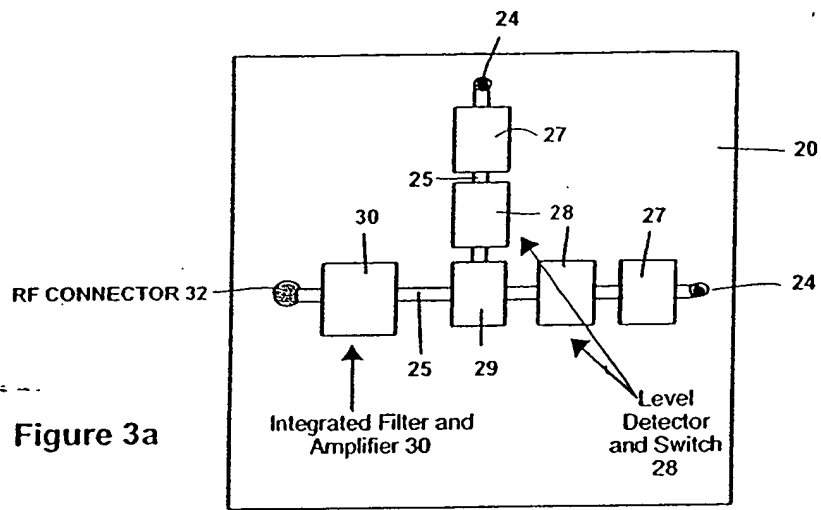 24
27
20
25
28
30
28
27
RF CONNECTOR 32
24
25
29
Integrated Filter and
Amplifier 30
Level
Detector
and Switch
28
Figure 3a